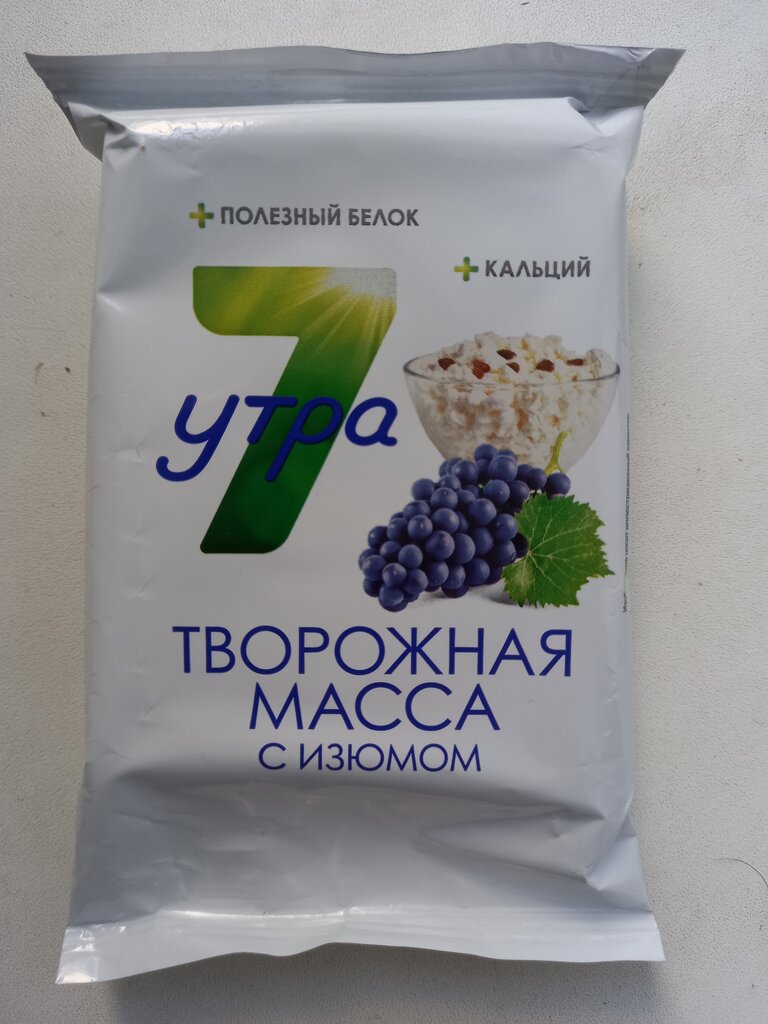 + ПОЛЕЗНЫЙ БЕЛОК
+ КАЛЬЦИЙ
7
утра
ТВОРОЖНАЯ
МАССА
С ИЗЮМОМ